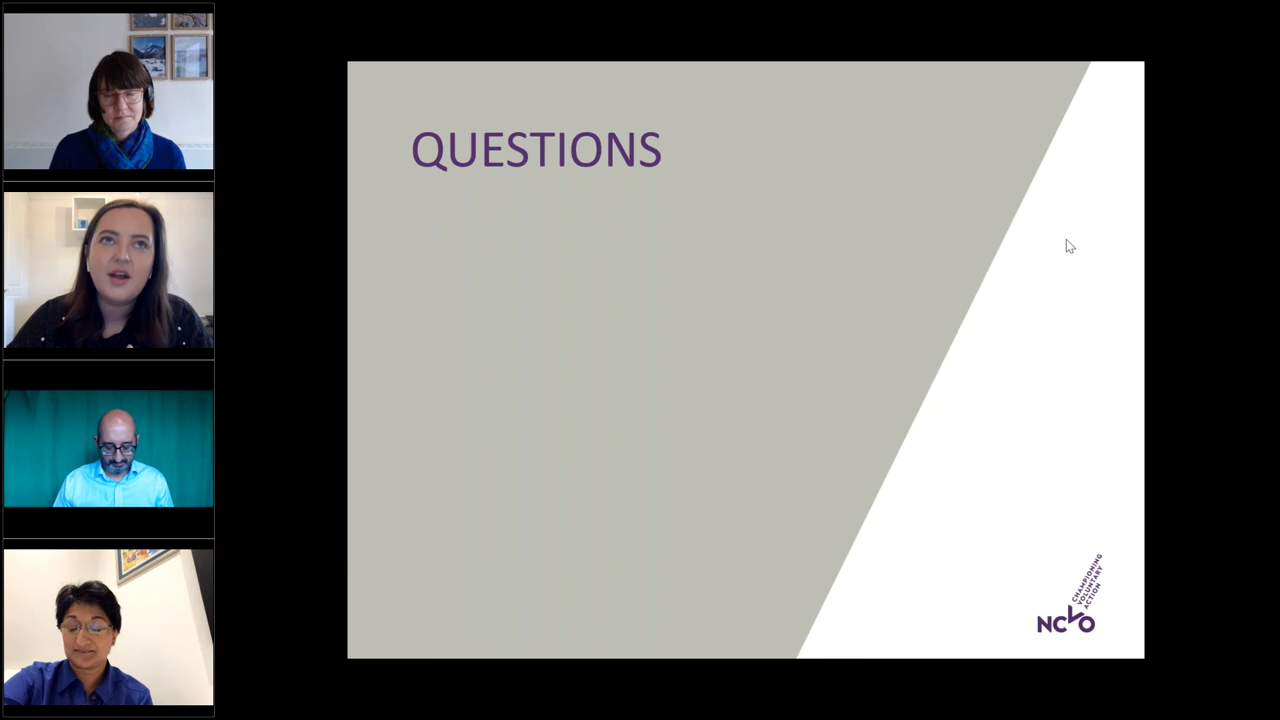 QUESTIONS
CHAMPIONING
VOLUNTARY
ACTION
NCVO